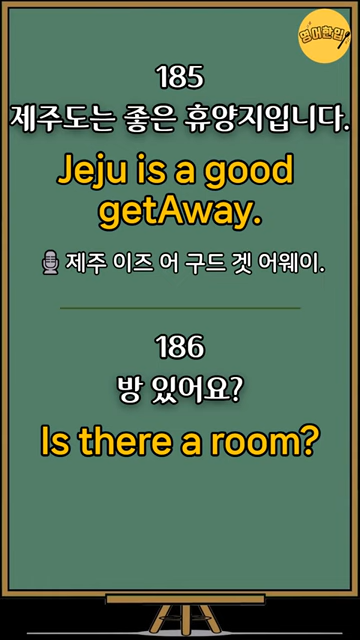 영어한입
185
제주도는 좋은 휴양지입니다.
Jeju is a good
getAway.
제주 이즈 어 구드 겟 어웨이.
186
방 있어요?
Is there a room?